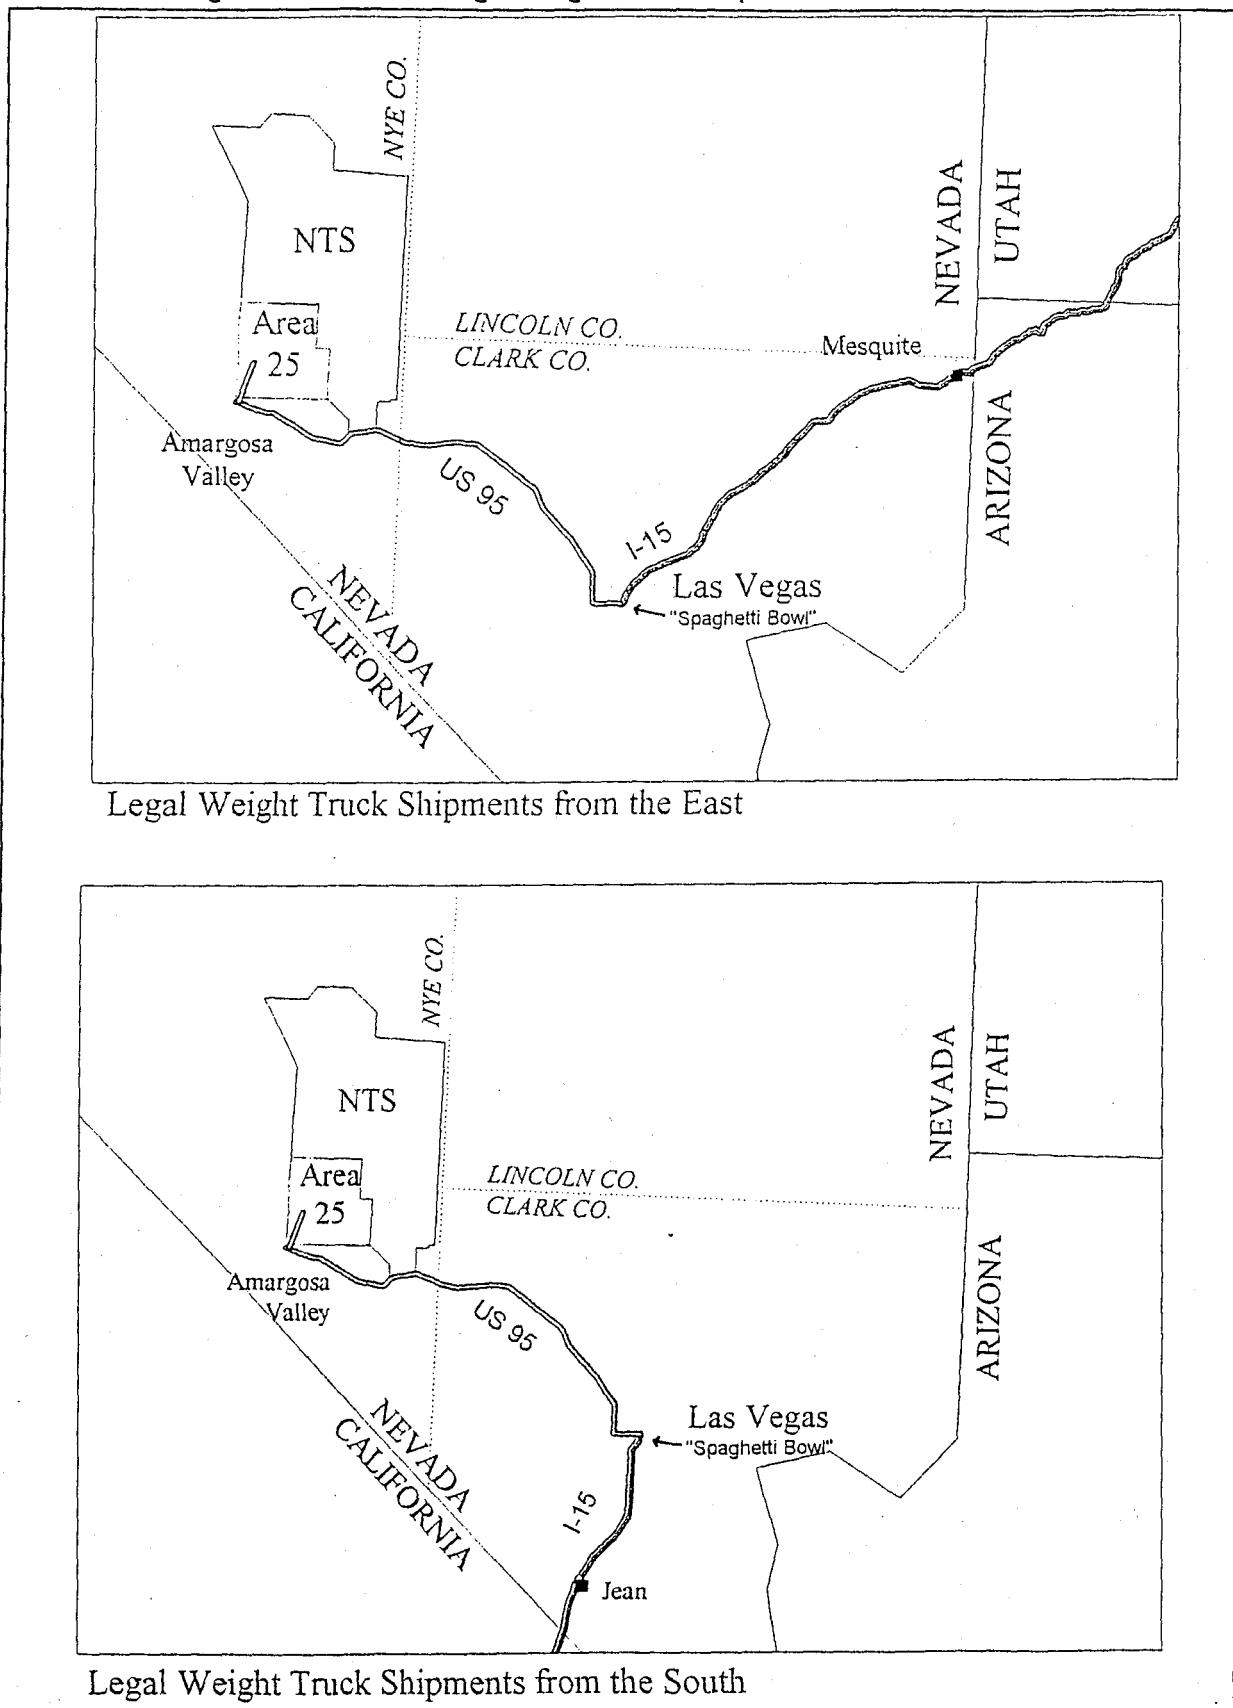 NYE CO.
NTS
NEVADA
UTAH
Area
25
LINCOLN CO.
CLARK CO.
Mesquite
Amargosa
Valley
US 95
ARIZONA
I-15
NEVADA
CALIFORNIA
Las Vegas
"Spaghetti Bowl"
Legal Weight Truck Shipments from the East
NYE CO.
NTS
NEVADA
UTAH
Area
25
LINCOLN CO.
CLARK CO.
Amargosa
Valley
US 95
ARIZONA
NEVADA
CALIFORNIA
Las Vegas
"Spaghetti Bowl"
I-15
Jean
Legal Weight Truck Shipments from the South